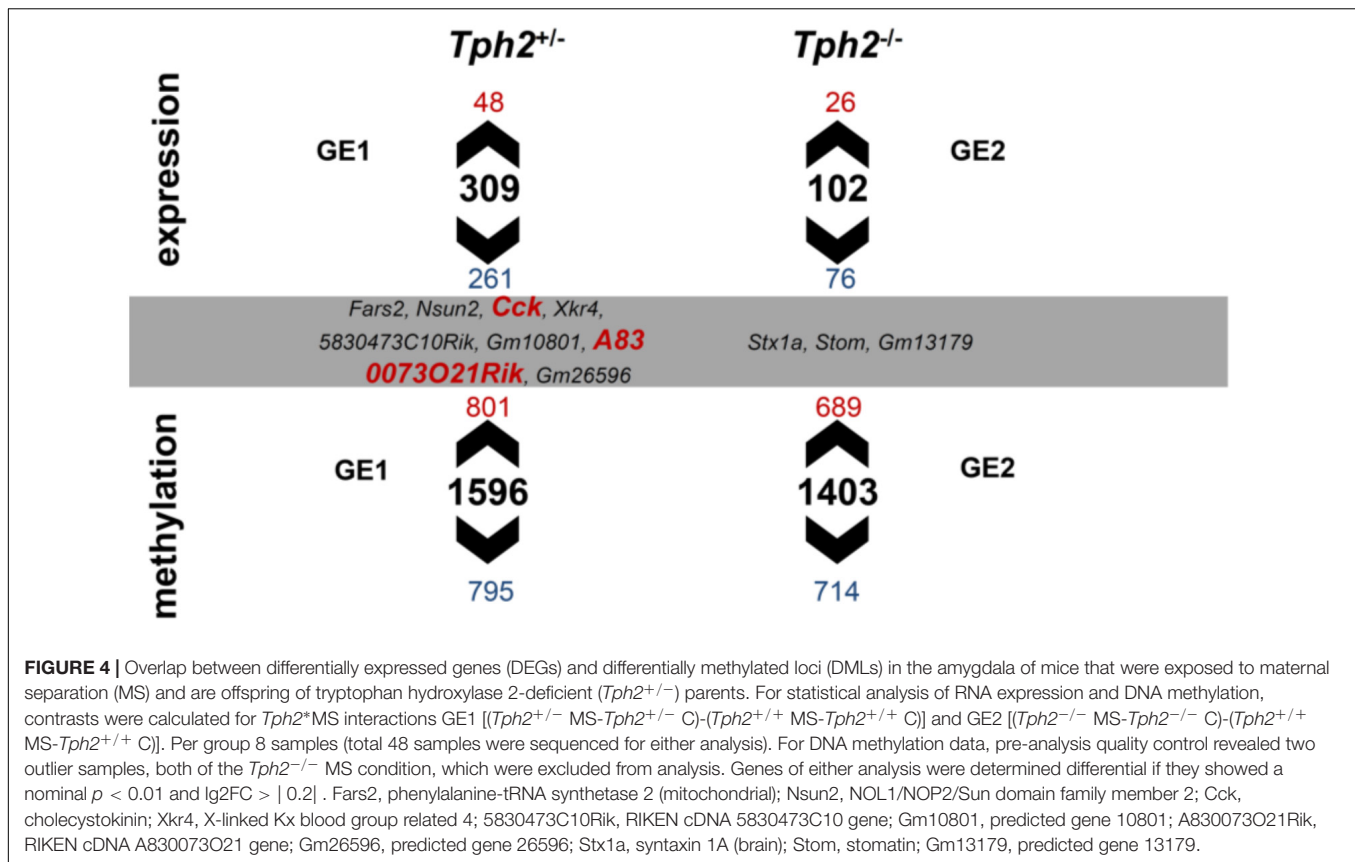 Tph2+/-
Tph2-/-
expression
48
26
GE1
GE2
309
102
261
76
Fars2, Nsun2, Cck, Xkr4,
5830473C10Rik, Gm10801, A83
0073O21Rik, Gm26596
Stx1a, Stom, Gm13179
methylation
801
689
GE1
GE2
1596
1403
795
714
FIGURE 4 | Overlap between differentially expressed genes (DEGs) and differentially methylated loci (DMLs) in the amygdala of mice that were exposed to maternal
separation (MS) and are offspring of tryptophan hydroxylase 2-deficient (Tph2+/−) parents. For statistical analysis of RNA expression and DNA methylation,
contrasts were calculated for Tph2*MS interactions GE1 [(Tph2+/− MS-Tph2+/− C)-(Tph2+/+ MS-Tph2+/+ C)] and GE2 [(Tph2−/− MS-Tph2−/− C)-(Tph2+/+
MS-Tph2+/+ C)]. Per group 8 samples (total 48 samples were sequenced for either analysis). For DNA methylation data, pre-analysis quality control revealed two
outlier samples, both of the Tph2−/− MS condition, which were excluded from analysis. Genes of either analysis were determined differential if they showed a
nominal p < 0.01 and lg2FC > | 0.2| . Fars2, phenylalanine-tRNA synthetase 2 (mitochondrial); Nsun2, NOL1/NOP2/Sun domain family member 2; Cck,
cholecystokinin; Xkr4, X-linked Kx blood group related 4; 5830473C10Rik, RIKEN cDNA 5830473C10 gene; Gm10801, predicted gene 10801; A830073O21Rik,
RIKEN cDNA A830073O21 gene; Gm26596, predicted gene 26596; Stx1a, syntaxin 1A (brain); Stom, stomatin; Gm13179, predicted gene 13179.